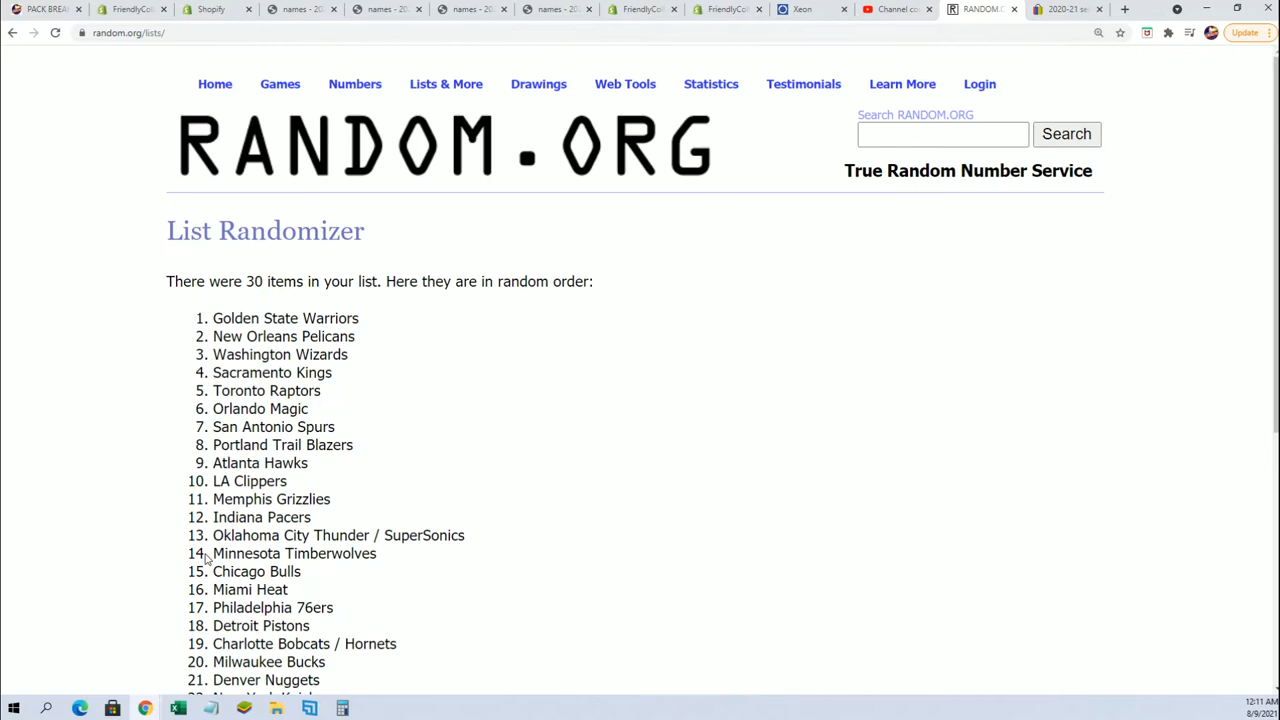 PACK BREA
FriendlyCo
Shopify
names - 20
names - 20
names - 20
names - 20
FriendlyCo
FriendlyCo
Xeon
Channel co
RANDOM.O
2020-21 se
random.org/lists/
Update
Home Games Numbers Lists & More Drawings Web Tools Statistics Testimonials Learn More Login
Search RANDOM.ORG
RANDOM.ORG
Search
True Random Number Service
List Randomizer
There were 30 items in your list. Here they are in random order:
1. Golden State Warriors
2. New Orleans Pelicans
3. Washington Wizards
4. Sacramento Kings
5. Toronto Raptors
6. Orlando Magic
7. San Antonio Spurs
8. Portland Trail Blazers
9. Atlanta Hawks
10. LA Clippers
11. Memphis Grizzlies
12. Indiana Pacers
13. Oklahoma City Thunder / SuperSonics
14. Minnesota Timberwolves
15. Chicago Bulls
16. Miami Heat
17. Philadelphia 76ers
18. Detroit Pistons
19. Charlotte Bobcats / Hornets
20. Milwaukee Bucks
21. Denver Nuggets
12:11 AM
8/9/2021